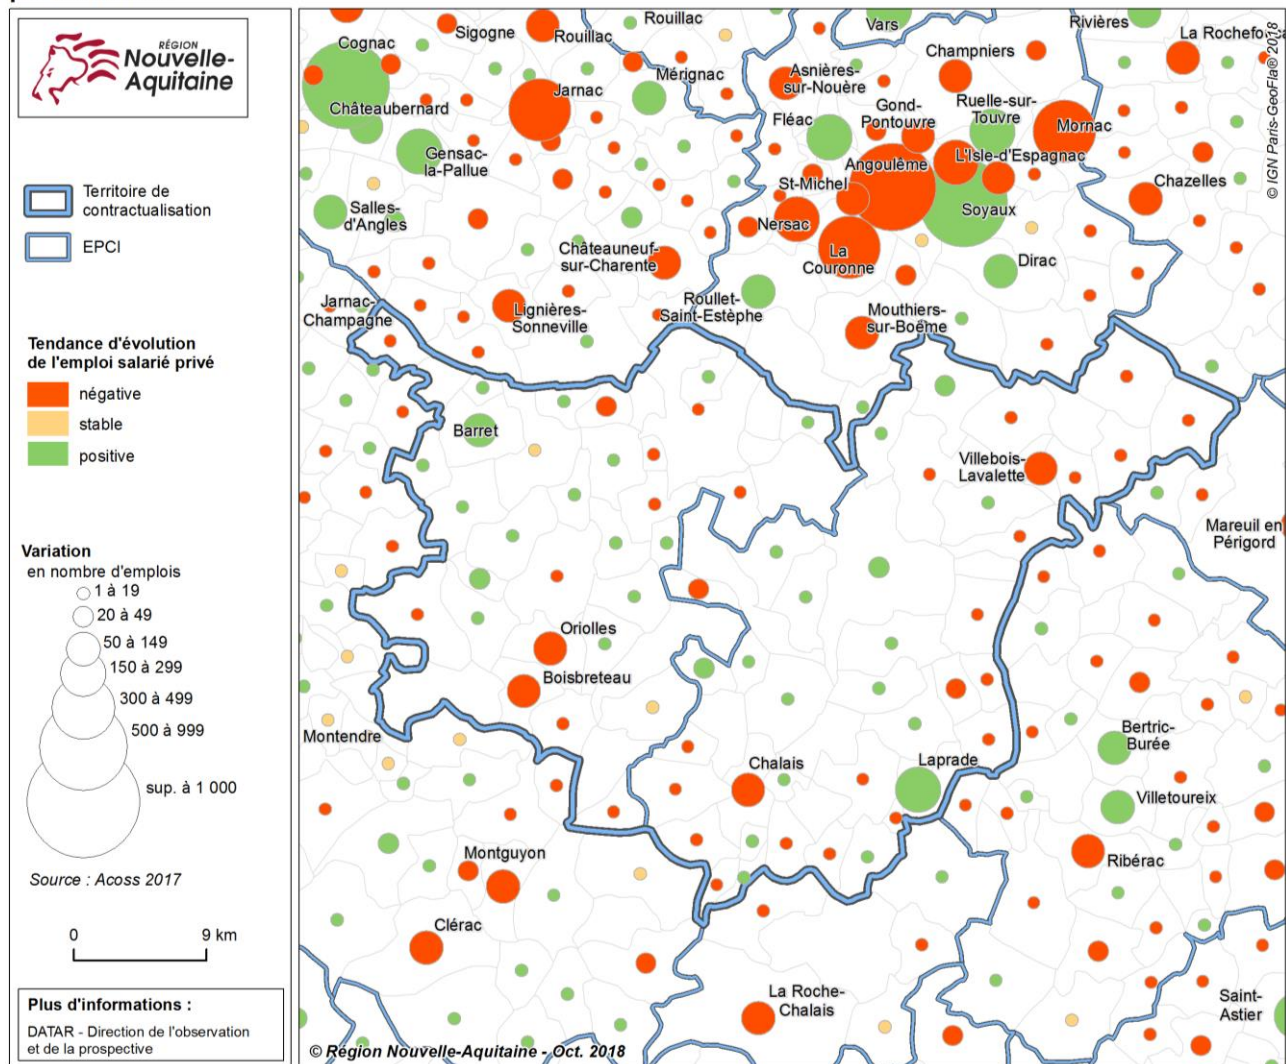 RÉGION
Nouvelle-
Aquitaine
Territoire de
contractualisation
EPCI
Tendance d'évolution
de l'emploi salarié privé
négative
stable
positive
Variation
en nombre d'emplois
1 à 19
20 à 49
50 à 149
150 à 299
300 à 499
500 à 999
sup. à 1 000
Source : Acoss 2017
0 9 km
Plus d'informations :
DATAR - Direction de l'observation
et de la prospective
Cognac
Sigogne
Rouillac
Rouillac
Vars
Rivières
La Rochefouca
Mérignac
Châteaubernard
Jarnac
Asnières-
sur-Nouère
Champniers
Gond-
Pontouvre
Ruelle-sur-
Touvre
Mornac
Fléac
Gensac-
la-Pallue
Angoulême
L'Isle-d'Espagnac
St-Michel
Chazelles
Salles-
d'Angles
Nersac
Soyaux
Châteauneuf-
sur-Charente
La
Couronne
Dirac
Jarnac-
Champagne
Lignières-
Sonneville
Roullet-
Saint-Estèphe
Mouthiers-
sur-Boëme
Barret
Villebois-
Lavalette
Mareuil en
Périgord
Oriolles
Boisbreteau
Montendre
Bertric-
Burée
Chalais
Laprade
Villetoureix
Montguyon
Ribérac
Clérac
La Roche-
Chalais
Saint-
Astier
© Région Nouvelle-Aquitaine - Oct. 2018
© IGN Paris-GeoFla®2018